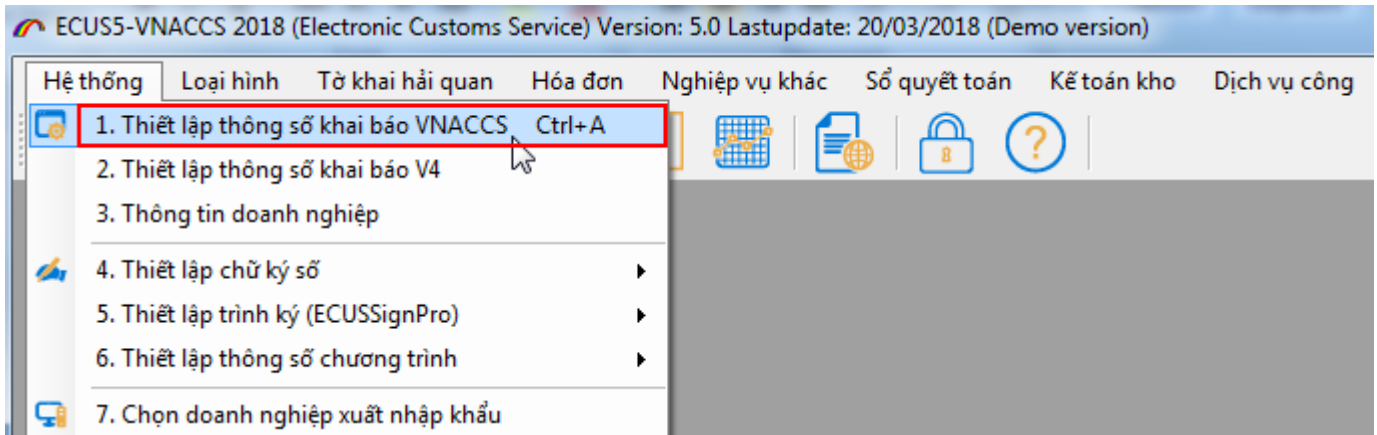 ECUS5-VNACCS 2018 (Electronic Customs Service) Version: 5.0 Lastupdate: 20/03/2018 (Demo version)
Hệ thống Loại hình Tờ khai hải quan Hóa đơn Nghiệp vụ khác Sổ quyết toán Kế toán kho Dịch vụ công
1. Thiết lập thông số khai báo VNACCS Ctrl+A
2. Thiết lập thông số khai báo V4
3. Thông tin doanh nghiệp
4. Thiết lập chữ ký số
5. Thiết lập trình ký (ECUSSignPro)
6. Thiết lập thông số chương trình
7. Chọn doanh nghiệp xuất nhập khẩu